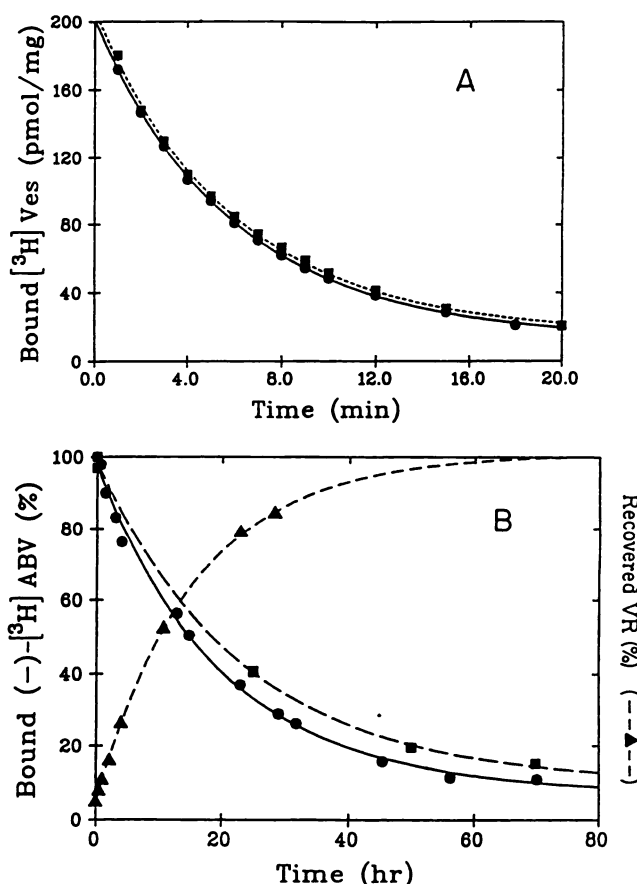 200
160
120
80
40
0
A
Bound [³H] Ves (pmol/mg)
0.0 4.0 8.0 12.0 16.0 20.0
Time (min)
100
80
60
40
20
0
B
Bound (−)-[³H] ABV (%)
Recovered VR (%) (--▲--)
0 20 40 60 80
Time (hr)